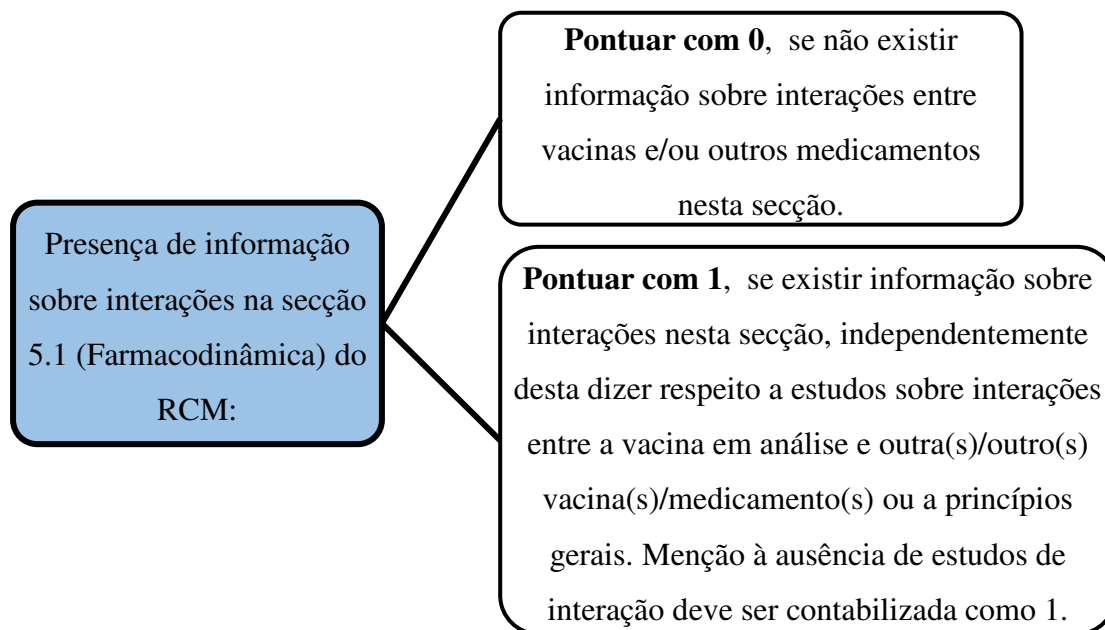 Presença de informação
sobre interações na secção
5.1 (Farmacodinâmica) do
RCM:
Pontuar com 0,  se não existir
informação sobre interações entre
vacinas e/ou outros medicamentos
nesta secção.
Pontuar com 1,  se existir informação sobre
interações nesta secção, independentemente
desta dizer respeito a estudos sobre interações
entre a vacina em análise e outra(s)/outro(s)
vacina(s)/medicamento(s) ou a princípios
gerais. Menção à ausência de estudos de
interação deve ser contabilizada como 1.